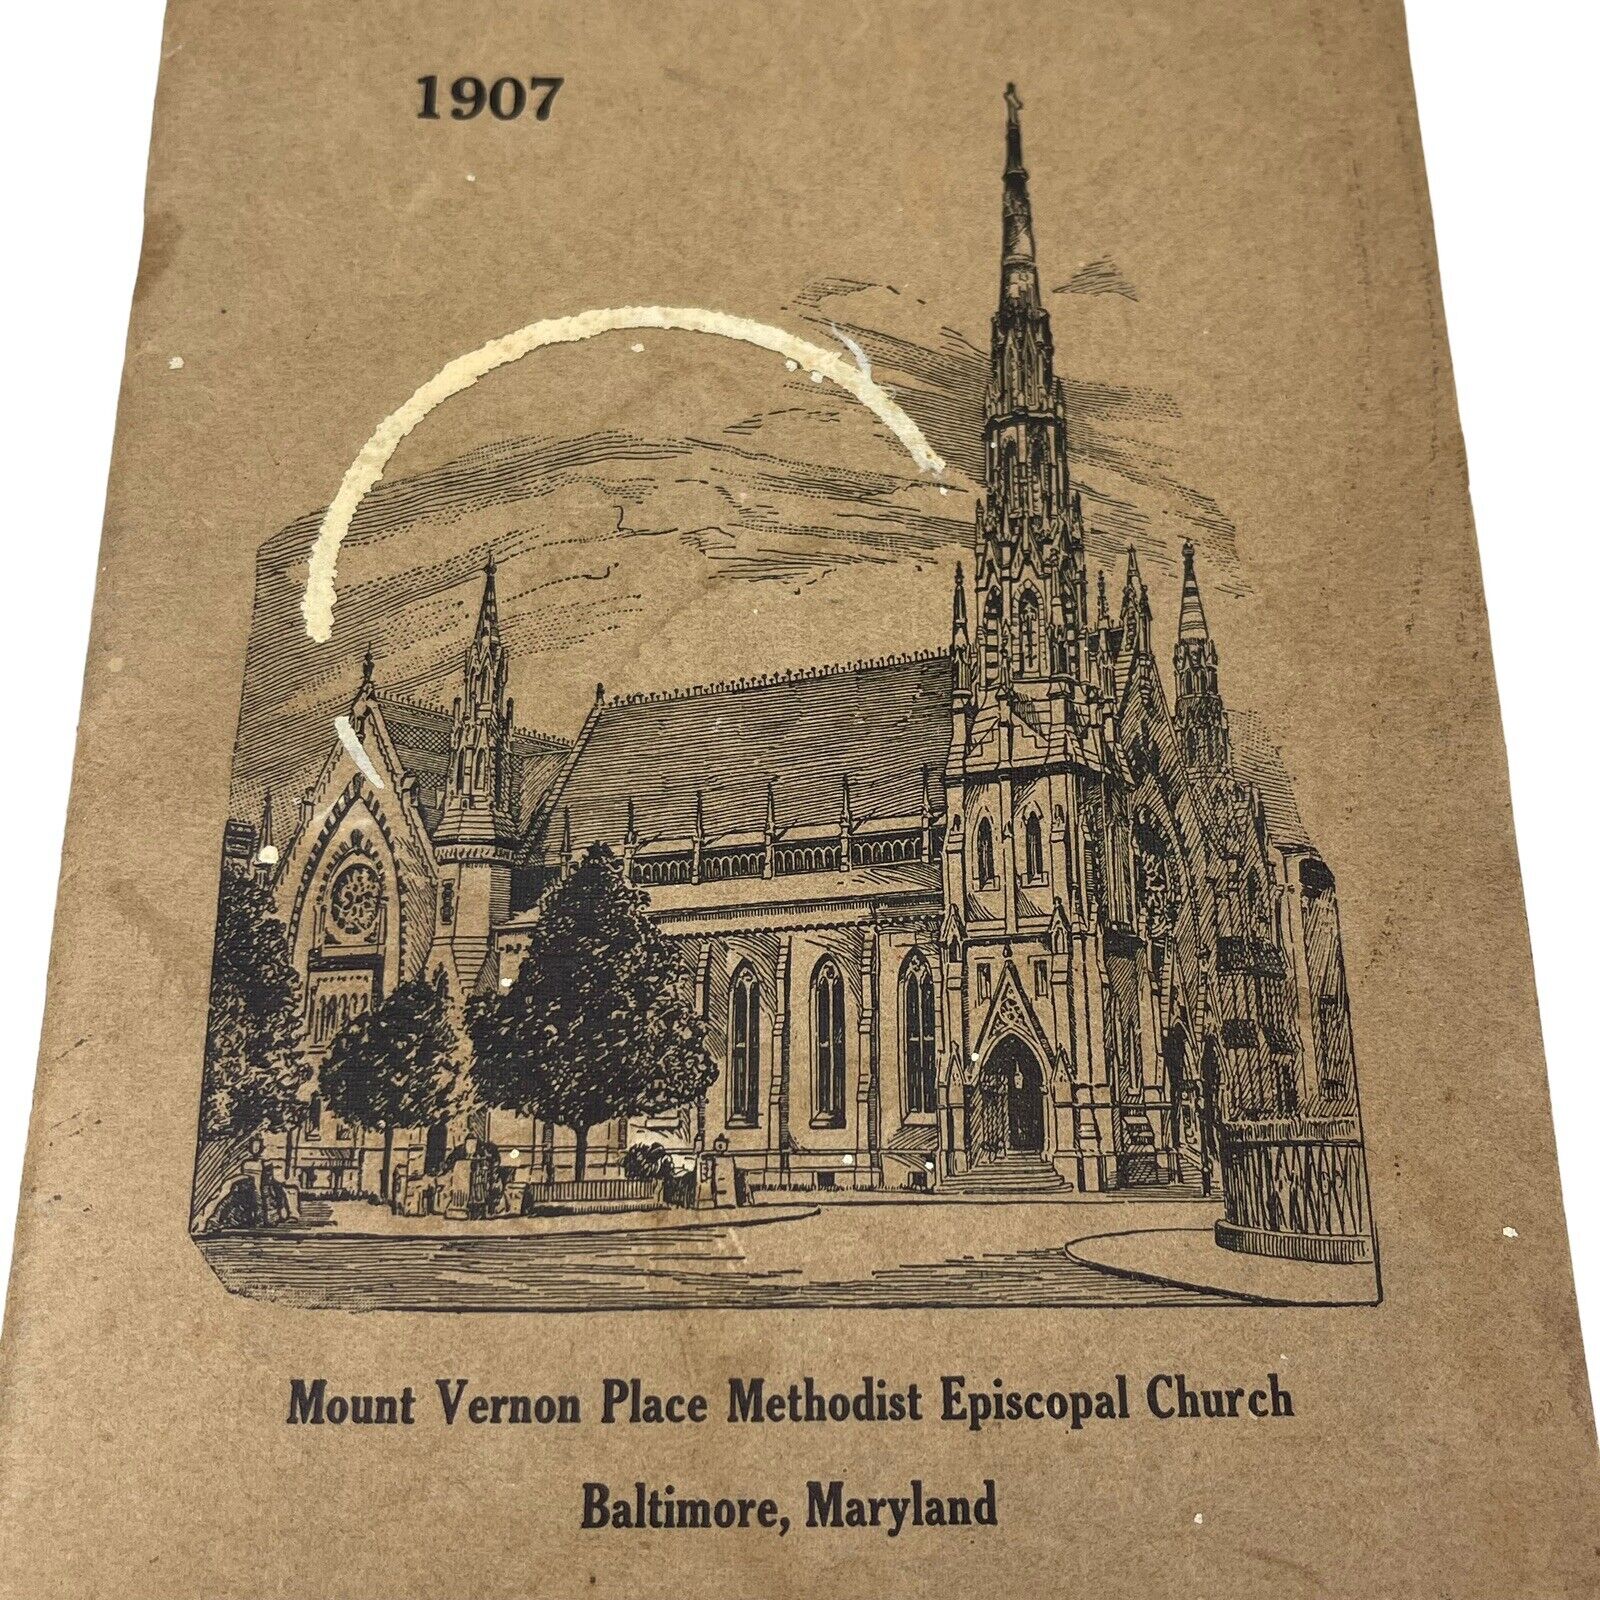 1907
Mount Vernon Place Methodist Episcopal Church
Baltimore, Maryland